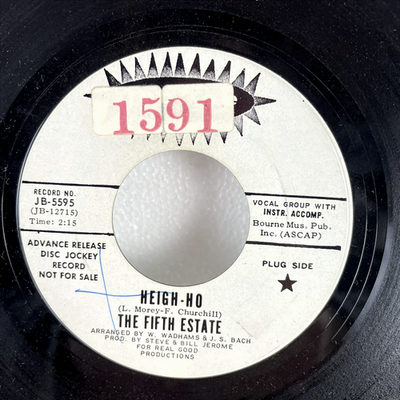 1591
RECORD NO.
JB-5595
(JB-12715)
Time: 2:15
VOCAL GROUP WITH
INSTR. ACCOMP.
Bourne Mus. Pub.
Inc. (ASCAP)
ADVANCE RELEASE
DISC JOCKEY
RECORD
NOT FOR SALE
PLUG SIDE
HEIGH-HO
(L. Morey-F. Churchill)
THE FIFTH ESTATE
ARRANGED BY W. WADHAMS & J. S. BACH
PROD. BY STEVE & BILL JEROME
FOR REAL GOOD
PRODUCTIONS